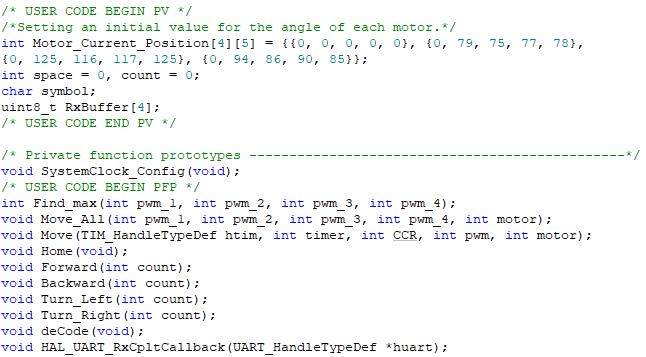 /* USER CODE BEGIN PV */
/*Setting an initial value for the angle of each motor.*/
int Motor_Current_Position[4][5] = {{0, 0, 0, 0, 0}, {0, 79, 75, 77, 78},
{0, 125, 116, 117, 125}, {0, 94, 86, 90, 85}};
int space = 0, count = 0;
char symbol;
uint8_t RxBuffer[4];
/* USER CODE END PV */
/* Private function prototypes -----------------------------------------------*/
void SystemClock_Config(void);
/* USER CODE BEGIN PFP */
int Find_max(int pwm_1, int pwm_2, int pwm_3, int pwm_4);
void Move_All(int pwm_1, int pwm_2, int pwm_3, int pwm_4, int motor);
void Move(TIM_HandleTypeDef htim, int timer, int CCR, int pwm, int motor);
void Home(void);
void Forward(int count);
void Backward(int count);
void Turn_Left(int count);
void Turn_Right(int count);
void deCode(void);
void HAL_UART_RxCpltCallback(UART_HandleTypeDef *huart);